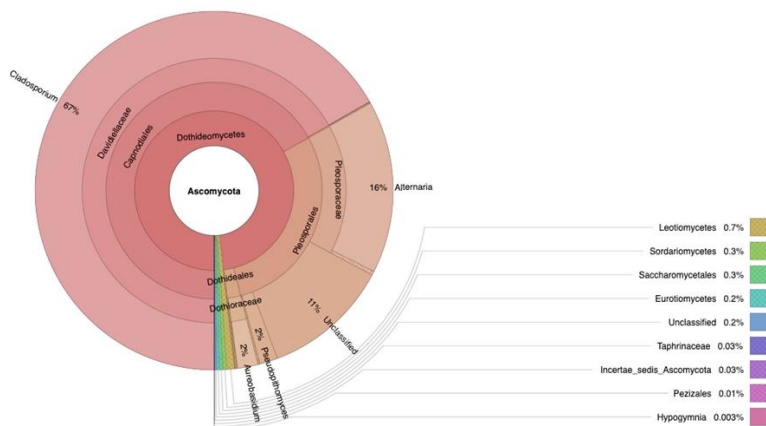 Cladosporium
67%
Davidiellaceae
Capnodiales
Dothideomycetes
Ascomycota
Pleosporaceae
16% Alternaria
Pleosporales
Dothideales
Dothioraceae
11%
Unclassified
2%
Pseudopithomyces
2%
Aureobasidium
Leotiomycetes 0.7%
Sordariomycetes 0.3%
Saccharomycetales 0.3%
Eurotiomycetes 0.2%
Unclassified 0.2%
Taphrinaceae 0.03%
Incertae_sedis_Ascomycota 0.03%
Pezizales 0.01%
Hypogymnia 0.003%